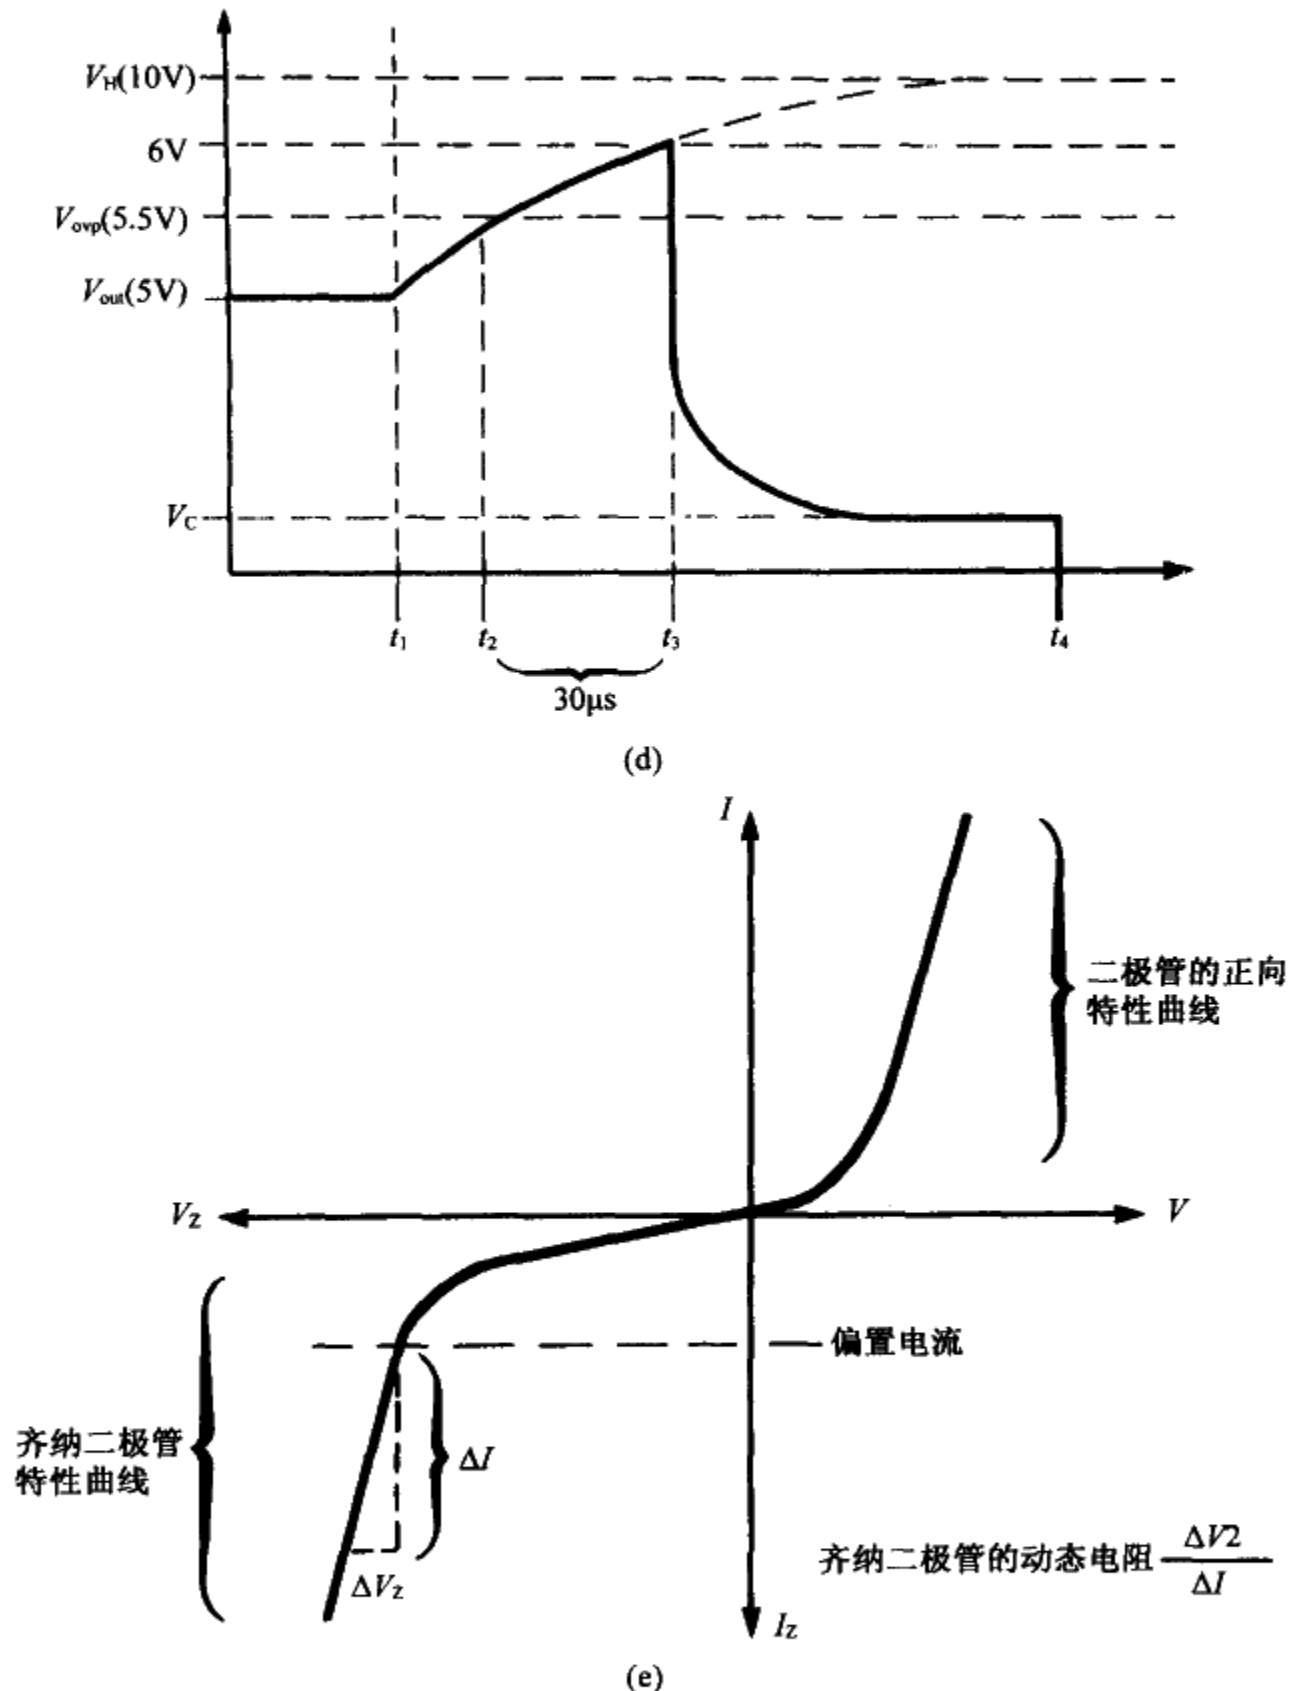 V_H(10V)
6V
V_ovp(5.5V)
V_out(5V)
V_C
t_1
t_2
t_3
t_4
30μs
(d)
I
二极管的正向
特性曲线
V_Z
V
偏置电流
齐纳二极管
特性曲线
ΔI
ΔV_Z
齐纳二极管的动态电阻 ΔV2/ΔI
I_Z
(e)